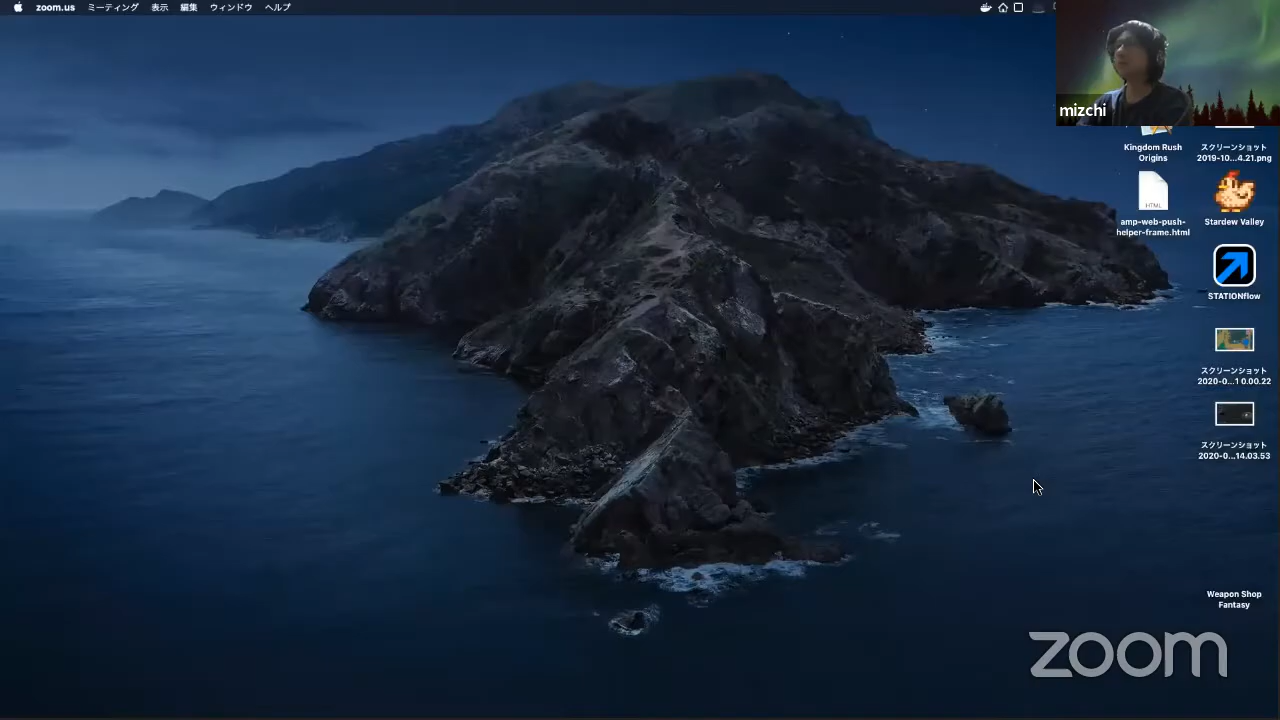 zoom.us ミーティング 表示 編集 ウィンドウ ヘルプ
mizchi
Kingdom Rush
Origins
スクリーンショット
2019-10...4.21.png
HTML
amp-web-push-
helper-frame.html
Stardew Valley
STATIONflow
スクリーンショット
2020-0...1 0.00.22
スクリーンショット
2020-0...14.03.53
Weapon Shop
Fantasy
zoom